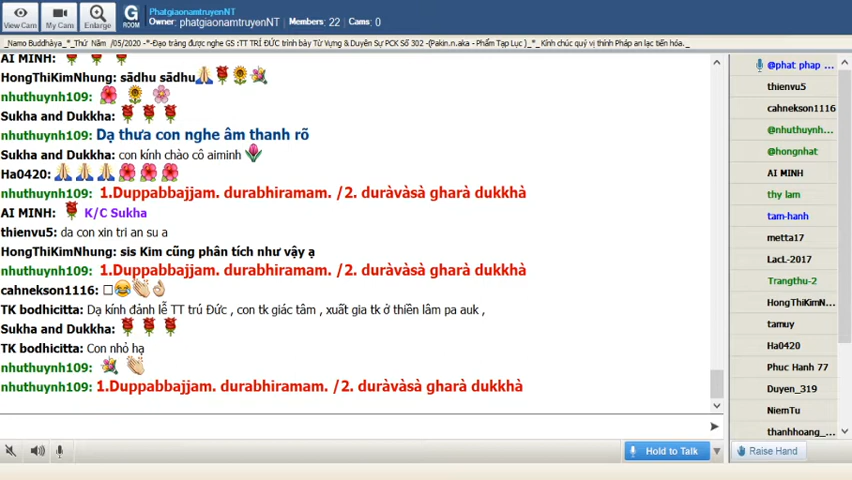 View Cam
My Cam
Enlarge
G
ROOM
PhatgiaonamtruyenNT
Owner: phatgiaonamtruyenNT Members: 22 Cams: 0
_Namo Buddhàya_*_Thứ Năm /05/2020 -*-Đạo tràng được nghe GS :TT TRÍ ĐỨC trình bày Từ Vựng & Duyên Sự PCK Số 302 -(Pakin.n.aka - Phẩm Tạp Lục )_*_ Kính chúc quý vị thính Pháp an lạc tiến hóa._
AI MINH:
HongThiKimNhung: sādhu sādhu
nhuthuynh109:
Sukha and Dukkha:
nhuthuynh109: Dạ thưa con nghe âm thanh rõ
Sukha and Dukkha: con kính chào cô aiminh
Ha0420:
nhuthuynh109: 1.Duppabbajjam. durabhiramam. /2. duràvàsà gharà dukkhà
AI MINH: K/C Sukha
thienvu5: da con xin tri an su a
HongThiKimNhung: sis Kim cũng phân tích như vậy ạ
nhuthuynh109: 1.Duppabbajjam. durabhiramam. /2. duràvàsà gharà dukkhà
cahnekson1116:
TK bodhicitta: Dạ kính đảnh lễ TT trú Đức , con tk giác tâm , xuất gia tk ở thiền lâm pa auk ,
Sukha and Dukkha:
TK bodhicitta: Con nhỏ hạ
nhuthuynh109:
nhuthuynh109: 1.Duppabbajjam. durabhiramam. /2. duràvàsà gharà dukkhà
@phat phap
thienvu5
cahnekson1116
@nhuthuynh...
@hongnhat
AI MINH
thy lam
tam-hanh
metta17
LacL-2017
Trangthu-2
HongThiKimN...
tamuy
Ha0420
Phuc Hanh 77
Duyen_319
NiemTu
thanhhoang_...
Hold to Talk
Raise Hand